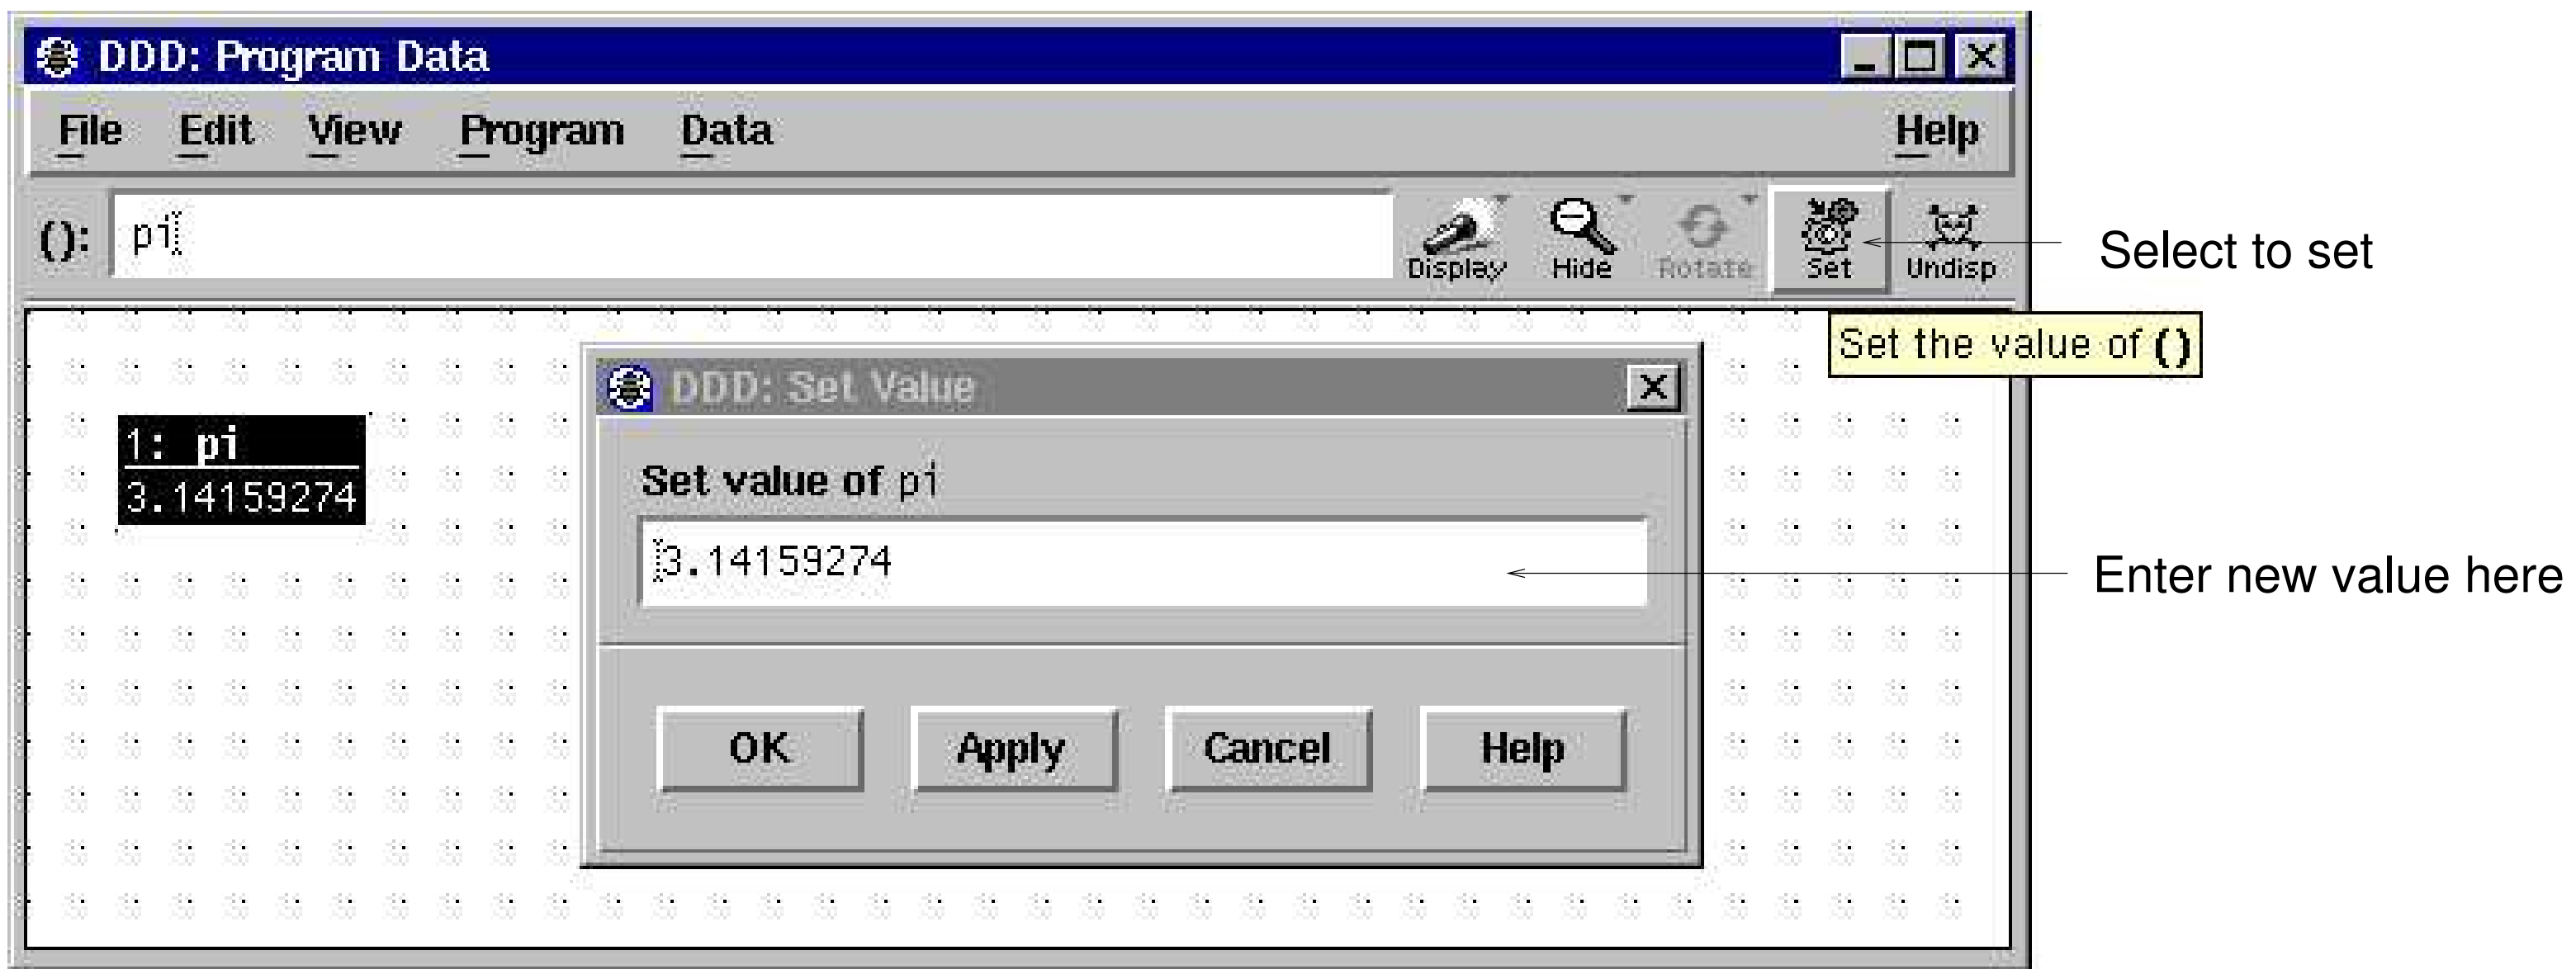 DDD: Program Data
File Edit View Program Data Help
(): pi
Display Hide Rotate Set Undisp
Select to set
Set the value of ()
1: pi
3.14159274
DDD: Set Value
Set value of pi
3.14159274
Enter new value here
OK Apply Cancel Help